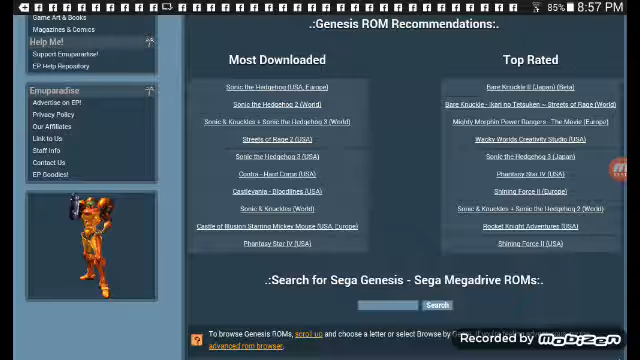 85% 8:57 PM
Game Art & Books
Magazines & Comics
Help Me!
Support Emuparadise!
EP Help Repository
Emuparadise
Advertise on EP!
Privacy Policy
Our Affiliates
Link to Us
Staff Info
Contact Us
EP Goodies!
.:Genesis ROM Recommendations:.
Most Downloaded
Sonic the Hedgehog (USA, Europe)
Sonic the Hedgehog 2 (World)
Sonic & Knuckles + Sonic the Hedgehog 3 (World)
Streets of Rage 2 (USA)
Sonic the Hedgehog 3 (USA)
Contra - Hard Corps (USA)
Castlevania - Bloodlines (USA)
Sonic & Knuckles (World)
Castle of Illusion Starring Mickey Mouse (USA, Europe)
Phantasy Star IV (USA)
Top Rated
Bare Knuckle II (Japan) (Beta)
Bare Knuckle - Ikari no Tetsuken ~ Streets of Rage (World)
Mighty Morphin Power Rangers - The Movie (Europe)
Wacky Worlds Creativity Studio (USA)
Sonic the Hedgehog 3 (Japan)
Phantasy Star IV (USA)
Shining Force II (Europe)
Sonic & Knuckles + Sonic the Hedgehog 2 (World)
Rocket Knight Adventures (USA)
Shining Force II (USA)
.:Search for Sega Genesis - Sega Megadrive ROMs:.
Search
To browse Genesis ROMs, scroll up and choose a letter or select Browse by
advanced rom browser.
Recorded by mobizen